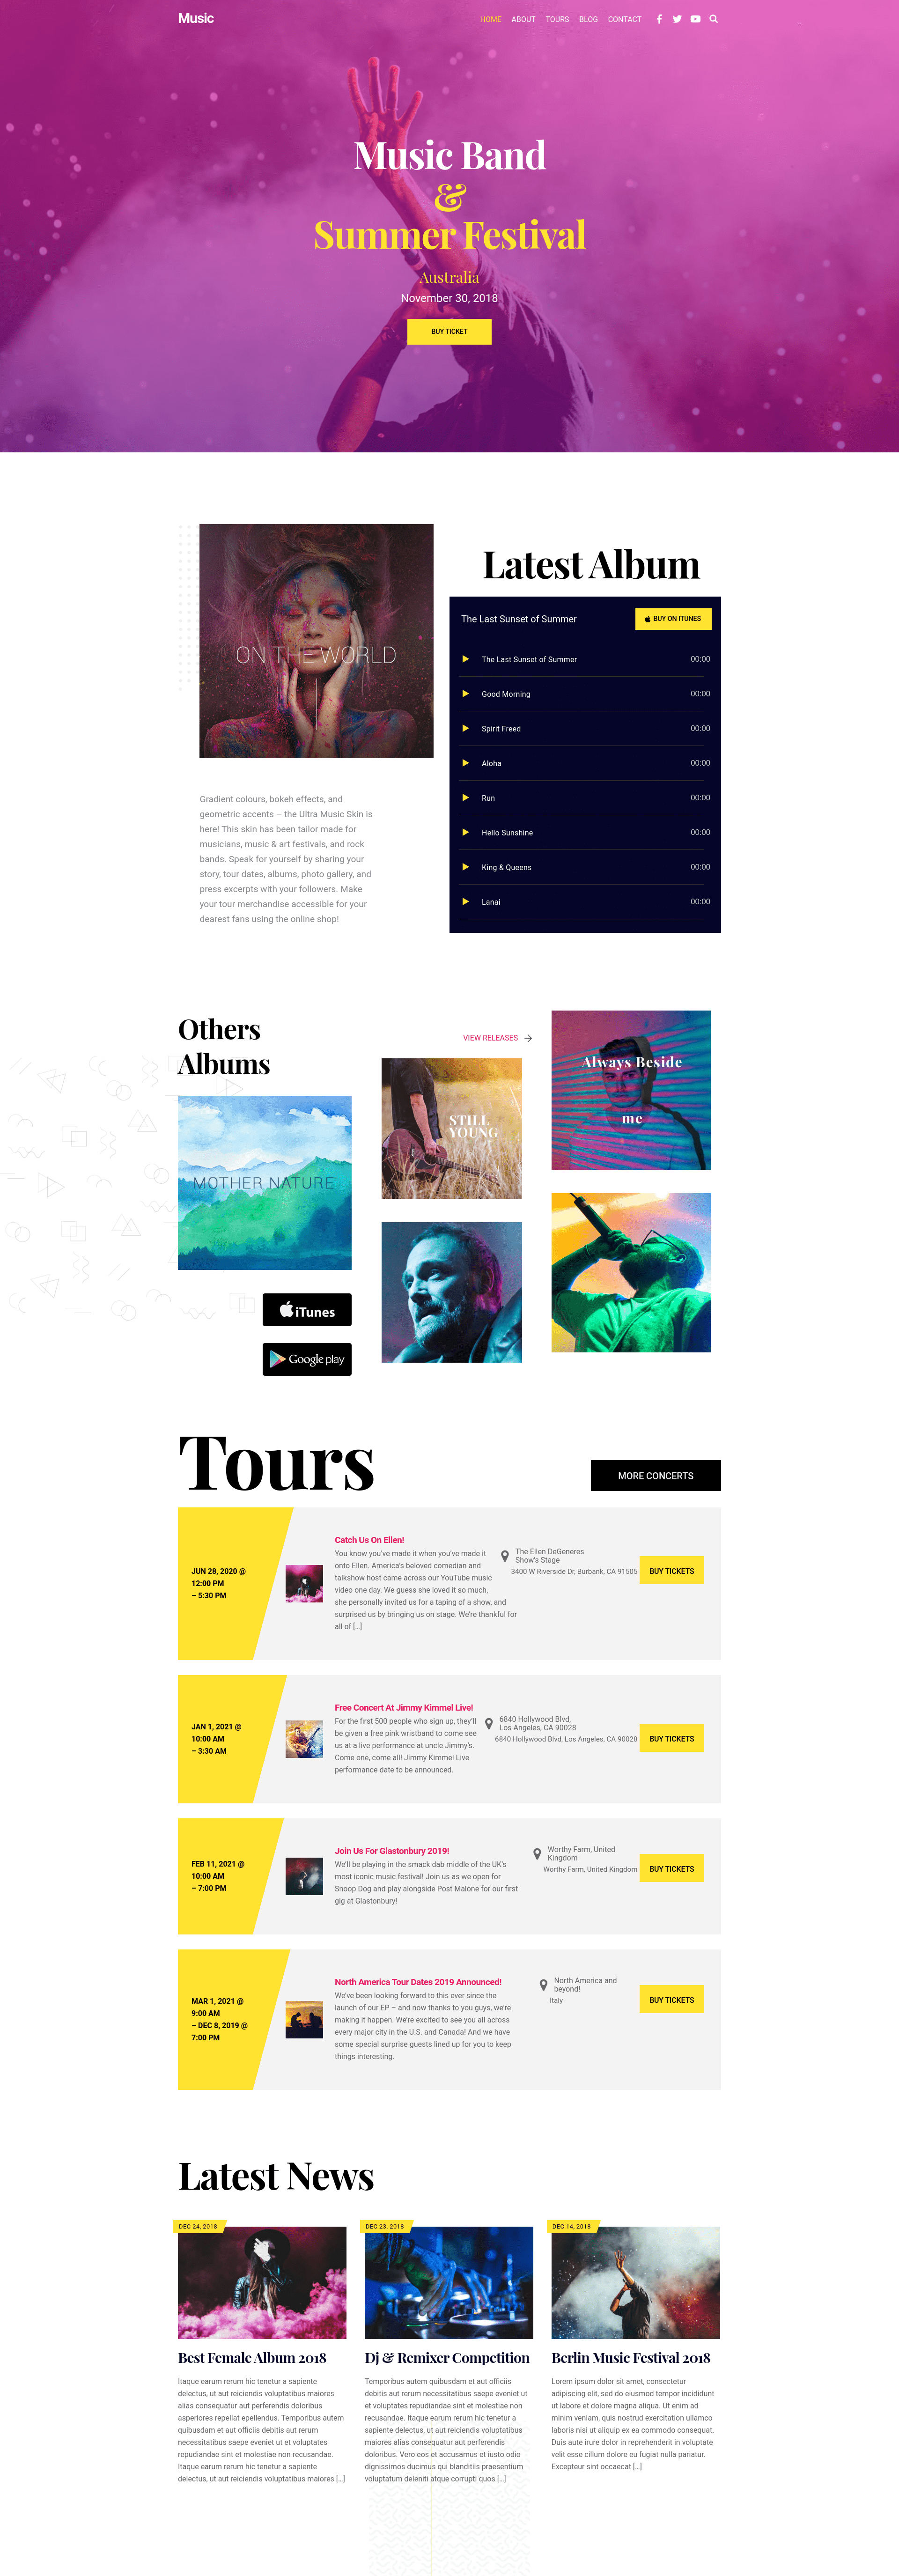 Music
HOME ABOUT TOURS BLOG CONTACT
Music Band
&
Summer Festival
Australia
November 30, 2018
BUY TICKET
ON THE WORLD
Gradient colours, bokeh effects, and
geometric accents – the Ultra Music Skin is
here! This skin has been tailor made for
musicians, music & art festivals, and rock
bands. Speak for yourself by sharing your
story, tour dates, albums, photo gallery, and
press excerpts with your followers. Make
your tour merchandise accessible for your
dearest fans using the online shop!
Latest Album
The Last Sunset of Summer
BUY ON ITUNES
The Last Sunset of Summer 00:00
Good Morning 00:00
Spirit Freed 00:00
Aloha 00:00
Run 00:00
Hello Sunshine 00:00
King & Queens 00:00
Lanai 00:00
Others
Albums
MOTHER NATURE
iTunes
Google play
VIEW RELEASES
STILL
YOUNG
Always Beside
me
Tours
MORE CONCERTS
JUN 28, 2020 @
12:00 PM
– 5:30 PM
Catch Us On Ellen!
You know you've made it when you've made it
onto Ellen. America's beloved comedian and
talkshow host came across our YouTube music
video one day. We guess she loved it so much,
she personally invited us for a taping of a show, and
surprised us by bringing us on stage. We're thankful for
all of [...]
The Ellen DeGeneres
Show's Stage
3400 W Riverside Dr, Burbank, CA 91505
BUY TICKETS
JAN 1, 2021 @
10:00 AM
– 3:30 AM
Free Concert At Jimmy Kimmel Live!
For the first 500 people who sign up, they'll
be given a free pink wristband to come see
us at a live performance at uncle Jimmy's.
Come one, come all! Jimmy Kimmel Live
performance date to be announced.
6840 Hollywood Blvd,
Los Angeles, CA 90028
6840 Hollywood Blvd, Los Angeles, CA 90028
BUY TICKETS
FEB 11, 2021 @
10:00 AM
– 7:00 PM
Join Us For Glastonbury 2019!
We'll be playing in the smack dab middle of the UK's
most iconic music festival! Join us as we open for
Snoop Dog and play alongside Post Malone for our first
gig at Glastonbury!
Worthy Farm, United
Kingdom
Worthy Farm, United Kingdom
BUY TICKETS
MAR 1, 2021 @
9:00 AM
– DEC 8, 2019 @
7:00 PM
North America Tour Dates 2019 Announced!
We've been looking forward to this ever since the
launch of our EP – and now thanks to you guys, we're
making it happen. We're excited to see you all across
every major city in the U.S. and Canada! And we have
some special surprise guests lined up for you to keep
things interesting.
North America and
beyond!
Italy
BUY TICKETS
Latest News
DEC 24, 2018
Best Female Album 2018
Itaque earum rerum hic tenetur a sapiente
delectus, ut aut reiciendis voluptatibus maiores
alias consequatur aut perferendis doloribus
asperiores repellat epellendus. Temporibus autem
quibusdam et aut officiis debitis aut rerum
necessitatibus saepe eveniet ut et voluptates
repudiandae sint et molestiae non recusandae.
Itaque earum rerum hic tenetur a sapiente
delectus, ut aut reiciendis voluptatibus maiores [...]
DEC 23, 2018
Dj & Remixer Competition
Temporibus autem quibusdam et aut officiis
debitis aut rerum necessitatibus saepe eveniet ut
et voluptates repudiandae sint et molestiae non
recusandae. Itaque earum rerum hic tenetur a
sapiente delectus, ut aut reiciendis voluptatibus
maiores alias consequatur aut perferendis
doloribus. Vero eos et accusamus et iusto odio
dignissimos ducimus qui blanditiis praesentium
voluptatum deleniti atque corrupti quos [...]
DEC 14, 2018
Berlin Music Festival 2018
Lorem ipsum dolor sit amet, consectetur
adipiscing elit, sed do eiusmod tempor incididunt
ut labore et dolore magna aliqua. Ut enim ad
minim veniam, quis nostrud exercitation ullamco
laboris nisi ut aliquip ex ea commodo consequat.
Duis aute irure dolor in reprehenderit in voluptate
velit esse cillum dolore eu fugiat nulla pariatur.
Excepteur sint occaecat [...]